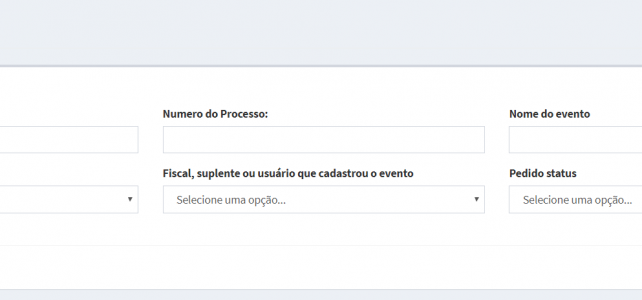 Numero do Processo:
Nome do evento
Fiscal, suplente ou usuário que cadastrou o evento
Pedido status
Selecione uma opção...
Selecione uma opção...